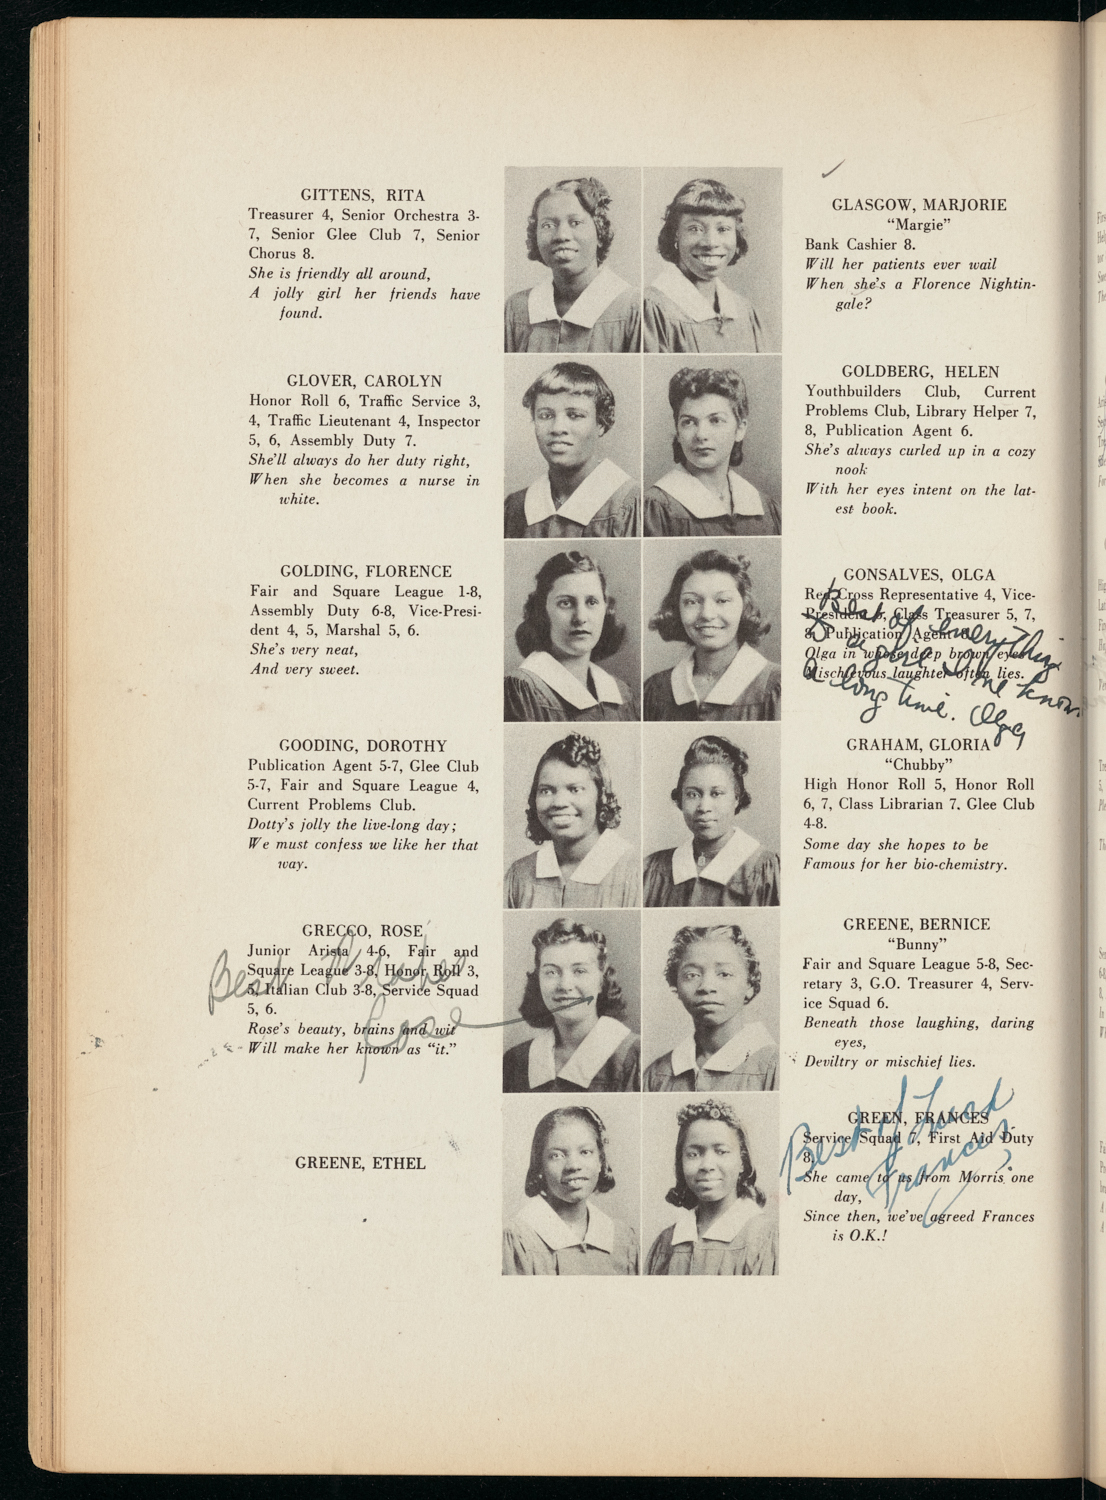 GITTENS, RITA
Treasurer 4, Senior Orchestra 3-
7, Senior Glee Club 7, Senior
Chorus 8.
She is friendly all around,
A jolly girl her friends have
found.
GLOVER, CAROLYN
Honor Roll 6, Traffic Service 3,
4, Traffic Lieutenant 4, Inspector
5, 6, Assembly Duty 7.
She'll always do her duty right,
When she becomes a nurse in
white.
GOLDING, FLORENCE
Fair and Square League 1-8,
Assembly Duty 6-8, Vice-Presi-
dent 4, 5, Marshal 5, 6.
She's very neat,
And very sweet.
GOODING, DOROTHY
Publication Agent 5-7, Glee Club
5-7, Fair and Square League 4,
Current Problems Club.
Dotty's jolly the live-long day;
We must confess we like her that
way.
GRECCO, ROSE
Junior Arista 4-6, Fair and
Square League 3-8, Honor Roll 3,
5, Italian Club 3-8, Service Squad
5, 6.
Rose's beauty, brains and wit
Will make her known as "it."
Best Wishes
Rose
GREENE, ETHEL
GLASGOW, MARJORIE
"Margie"
Bank Cashier 8.
Will her patients ever wail
When she's a Florence Nightin-
gale?
GOLDBERG, HELEN
Youthbuilders Club, Current
Problems Club, Library Helper 7,
8, Publication Agent 6.
She's always curled up in a cozy
nook
With her eyes intent on the lat-
est book.
GONSALVES, OLGA
Red Cross Representative 4, Vice-
President 5, Class Treasurer 5, 7,
8, Publication Agent 8.
Olga in whose deep brown eyes
Mischievous laughter often lies.
Best of everything
To a girl I've known
a long time. Olga
GRAHAM, GLORIA
"Chubby"
High Honor Roll 5, Honor Roll
6, 7, Class Librarian 7, Glee Club
4-8.
Some day she hopes to be
Famous for her bio-chemistry.
GREENE, BERNICE
"Bunny"
Fair and Square League 5-8, Sec-
retary 3, G.O. Treasurer 4, Serv-
ice Squad 6.
Beneath those laughing, daring
eyes,
Deviltry or mischief lies.
GREEN, FRANCES
Service Squad 7, First Aid Duty
8.
She came to us from Morris one
day,
Since then, we've agreed Frances
is O.K.!
Best of Luck
Frances